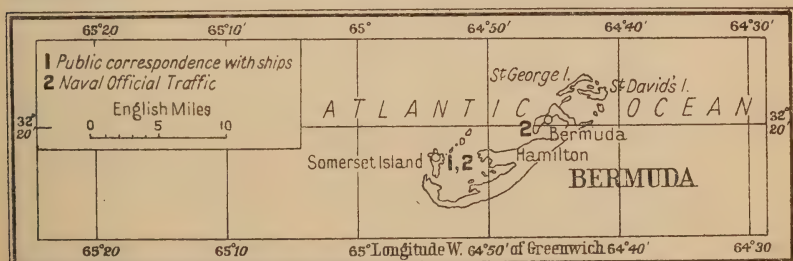 65°20' 65°10' 65° 64°50' 64°40' 64°30'
1 Public correspondence with ships
2 Naval Official Traffic
English Miles
0 5 10
32°
20'
32°
20'
St George I.
St David's I.
ATLANTIC OCEAN
2
Bermuda
Hamilton
Somerset Island
1,2
BERMUDA
65°20' 65°10' 65° Longitude W. 64°50' of Greenwich 64°40' 64°30'